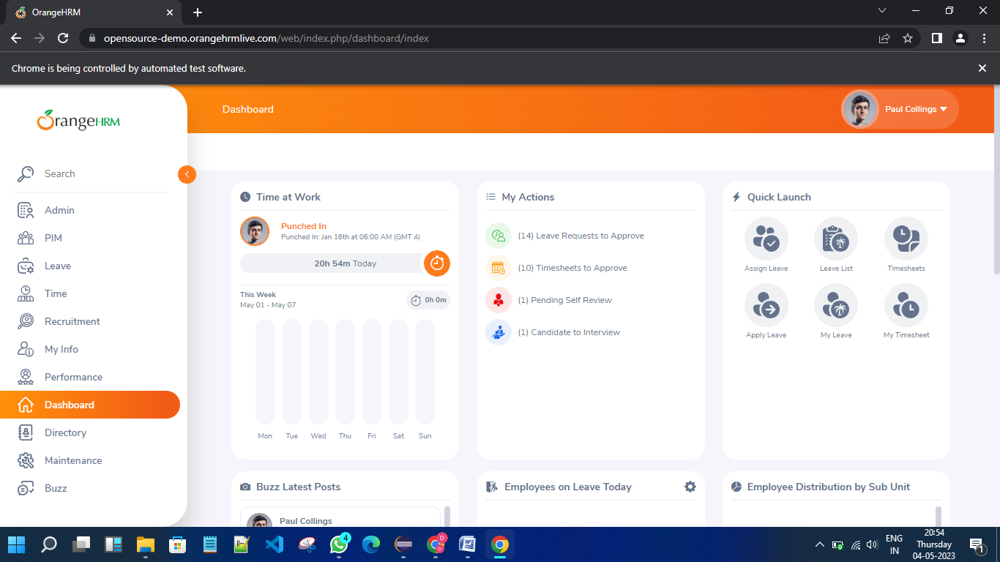 OrangeHRM
opensource-demo.orangehrmlive.com/web/index.php/dashboard/index
Chrome is being controlled by automated test software.
OrangeHRM
Dashboard
Paul Collings
Search
Admin
PIM
Leave
Time
Recruitment
My Info
Performance
Dashboard
Directory
Maintenance
Buzz
Time at Work
Punched In
Punched In: Jan 16th at 06:00 AM (GMT 4)
20h 54m Today
This Week
May 01 - May 07
0h 0m
Mon Tue Wed Thu Fri Sat Sun
My Actions
(14) Leave Requests to Approve
(10) Timesheets to Approve
(1) Pending Self Review
(1) Candidate to Interview
Quick Launch
Assign Leave Leave List Timesheets
Apply Leave My Leave My Timesheet
Buzz Latest Posts
Paul Collings
Employees on Leave Today
Employee Distribution by Sub Unit
4
D
ENG
IN
20:54
Thursday
04-05-2023
1